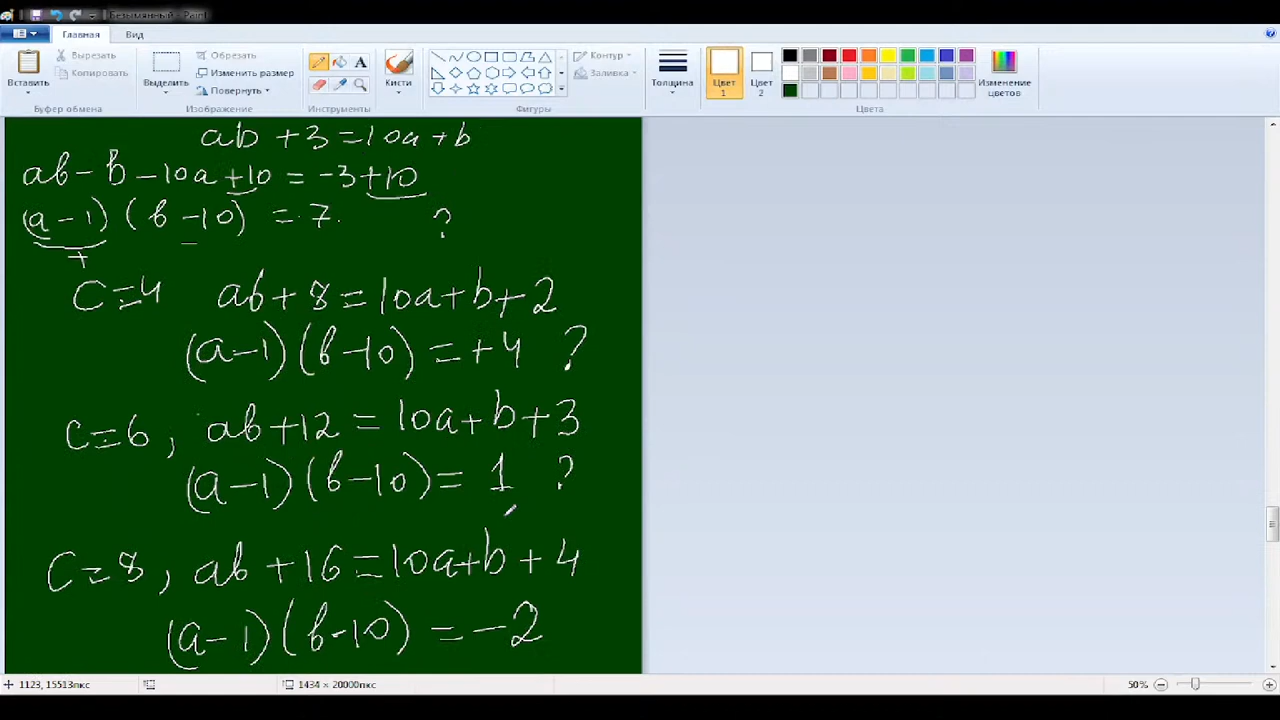 Безымянный - Paint
Главная Вид
Вставить
Вырезать
Копировать
Буфер обмена
Выделить
Обрезать
Изменить размер
Повернуть
Изображение
A
Инструменты
Кисти
Контур
Заливка
Фигуры
Толщина
Цвет 1
Цвет 2
Изменение цветов
Цвета
ab + 3 = 10a + b
ab - b - 10a + 10 = -3 + 10
(a - 1)(b - 10) = 7. ?
+ -
C = 4 ab + 8 = 10a + b + 2
(a - 1)(b - 10) = +4 ?
C = 6, ab + 12 = 10a + b + 3
(a - 1)(b - 10) = 1 ?
C = 8, ab + 16 = 10a + b + 4
(a - 1)(b - 10) = -2
1123, 15513пкс 1434 × 20000пкс 50%